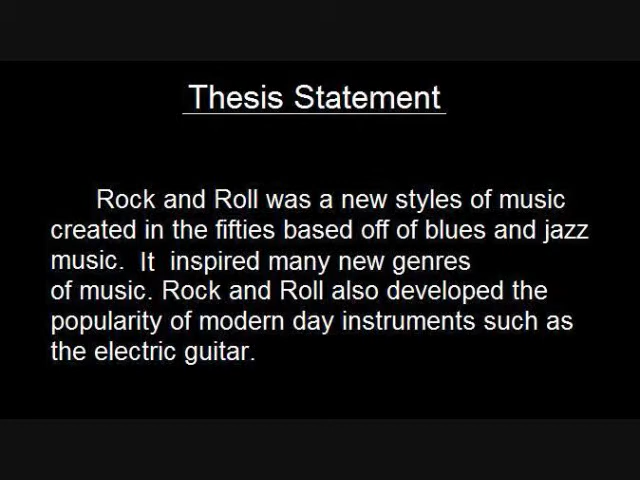 Thesis Statement
Rock and Roll was a new styles of music
created in the fifties based off of blues and jazz
music. It inspired many new genres
of music. Rock and Roll also developed the
popularity of modern day instruments such as
the electric guitar.